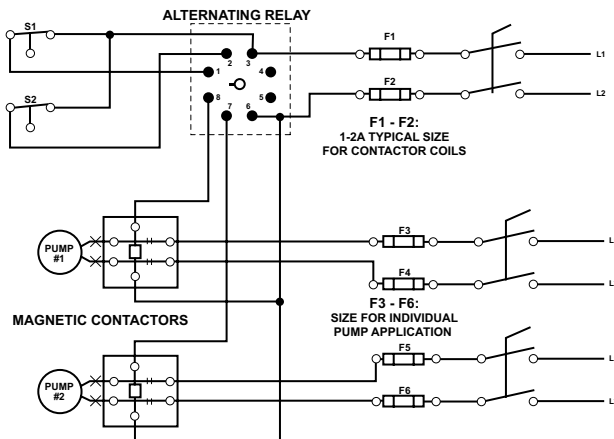 ALTERNATING RELAY
S1
F1
L1
2
3
1
4
S2
F2
L2
8
5
7
6
F1 - F2:
1-2A TYPICAL SIZE
FOR CONTACTOR COILS
PUMP
#1
F3
L
F4
L
F3 - F6:
SIZE FOR INDIVIDUAL
PUMP APPLICATION
MAGNETIC CONTACTORS
F5
L
PUMP
#2
F6
L